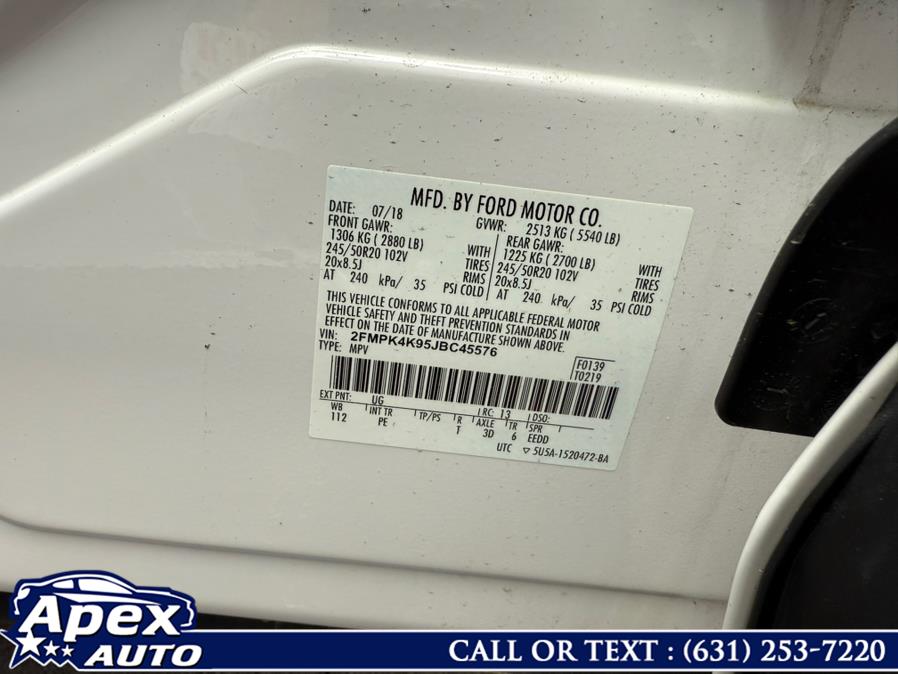 MFD. BY FORD MOTOR CO.
DATE: 07/18 GVWR: 2513 KG ( 5540 LB)
FRONT GAWR: REAR GAWR:
1306 KG ( 2880 LB) WITH 1225 KG ( 2700 LB) WITH
245/50R20 102V TIRES 245/50R20 102V TIRES
20x8.5J RIMS 20x8.5J RIMS
AT 240 kPa/ 35 PSI COLD AT 240 kPa/ 35 PSI COLD
THIS VEHICLE CONFORMS TO ALL APPLICABLE FEDERAL MOTOR
VEHICLE SAFETY AND THEFT PREVENTION STANDARDS IN
EFFECT ON THE DATE OF MANUFACTURE SHOWN ABOVE.
VIN: 2FMPK4K95JBC45576
TYPE: MPV
F0139
T0219
EXT PNT: UG RC: 13 DSO:
WB INT TR TP/PS R AXLE TR SPR
112 PE T 3D 6 EEDD
UTC ▽ 5U5A-1520472-BA
APEX
AUTO
CALL OR TEXT : (631) 253-7220